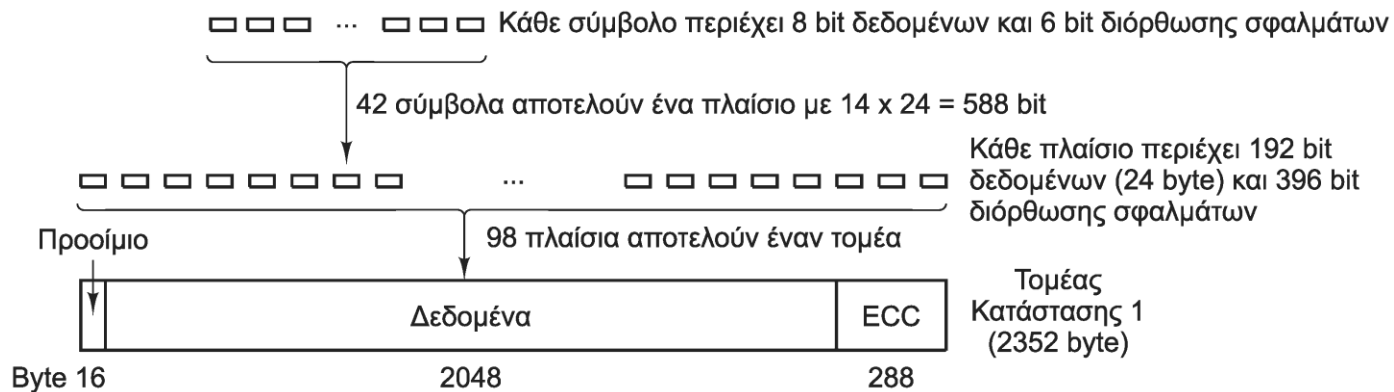 ... Κάθε σύμβολο περιέχει 8 bit δεδομένων και 6 bit διόρθωσης σφαλμάτων
42 σύμβολα αποτελούν ένα πλαίσιο με 14 x 24 = 588 bit
...
Κάθε πλαίσιο περιέχει 192 bit
δεδομένων (24 byte) και 396 bit
διόρθωσης σφαλμάτων
Προοίμιο
98 πλαίσια αποτελούν έναν τομέα
Δεδομένα
ECC
Τομέας
Κατάστασης 1
(2352 byte)
Byte 16
2048
288